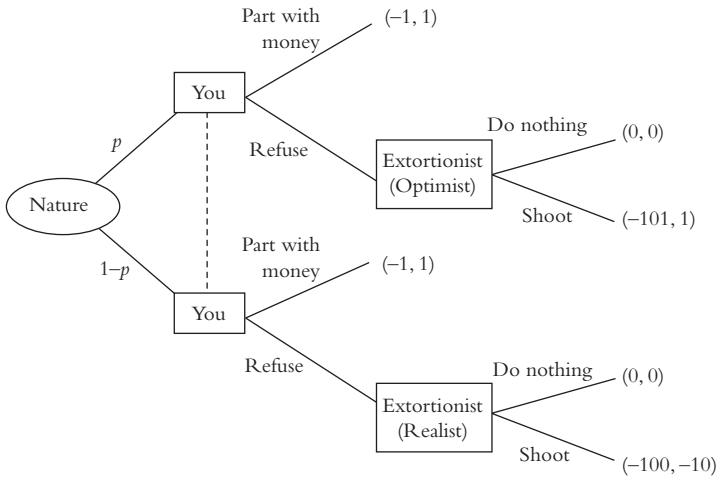 Part with
money
(–1, 1)
You
p
Refuse
Do nothing
(0, 0)
Extortionist
(Optimist)
Shoot
(–101, 1)
Nature
1–p
Part with
money
(–1, 1)
You
Refuse
Do nothing
(0, 0)
Extortionist
(Realist)
Shoot
(–100, –10)